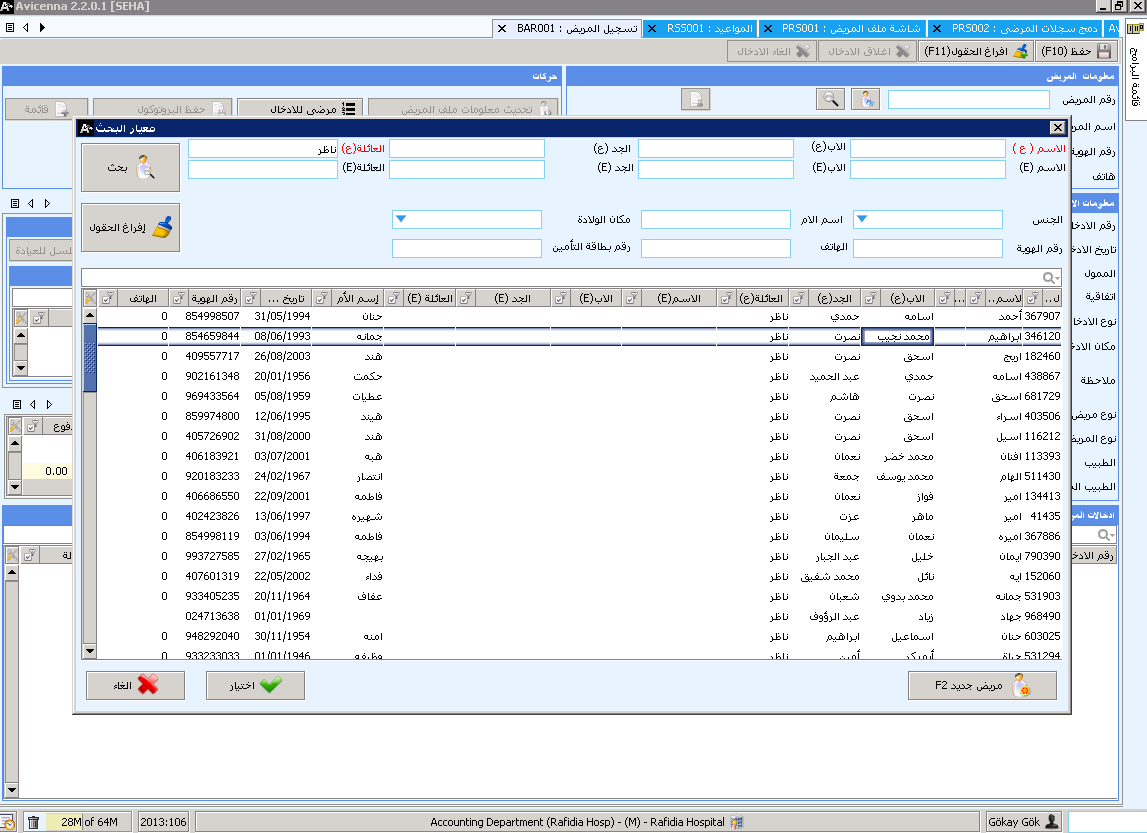 Avicenna 2.2.0.1 [SEHA]
دمج سجلات المرضى : PRS002
شاشة ملف المريض : PRS001
المواعيد : RSS001
تسجيل المريض : BAR001
حفظ (F10)
افراغ الحقول(F11)
اغلاق الادخال
الغاء الادخال
قائمة البرامج
معلومات المريض
حركات
رقم المريض
تحديث معلومات ملف المريض
مرضى للادخال
حفظ البروتوكول
قائمة
معيار البحث
الاسم ( ع )
الاب(ع)
الجد (ع)
العائلة(ع)
ناظر
الاسم (E)
الاب(E)
الجد (E)
العائلة(E)
بحث
الجنس
اسم الام
مكان الولادة
رقم الهوية
الهاتف
رقم بطاقة التأمين
إفراغ الحقول
رقم الهوية
هاتف
الممول
اتفاقية
ملاحظة
الطبيب
0.00
الاب(ع) الجد(ع) العائلة(ع) الاسم(E) الاب(E) الجد (E) العائلة (E) إسم الأم تاريخ ... رقم الهوية الهاتف
367907 أحمد اسامه حمدي ناظر حنان 31/05/1994 854998507 0
346120 ابراهيم محمد نجيب نصرت ناظر جمانه 08/06/1993 854659844 0
182460 اريج اسحق نصرت ناظر هند 26/08/2003 409557717 0
438867 اسامه حمدي عبد الحميد ناظر حكمت 20/01/1956 902161348 0
681729 اسحق نصرت هاشم ناظر عطيات 05/08/1959 969433564 0
403506 اسراء اسحق نصرت ناظر هيند 12/06/1995 859974800 0
116212 اسيل اسحق نصرت ناظر هند 31/08/2000 405726902 0
113393 افنان محمد خضر نعمان ناظر هبه 03/07/2001 406183921 0
511430 الهام محمد يوسف جمعة ناظر انتصار 24/02/1967 920183233 0
134413 امير فواز نعمان ناظر فاطمه 22/09/2001 406686550 0
41435 امير ماهر عزت ناظر شهيره 13/06/1997 402423826 0
367886 اميره نعمان سليمان ناظر فاطمه 03/06/1994 854998119 0
790390 ايمان خليل عبد الجبار ناظر بهيجه 27/02/1965 993727585 0
152060 ايه نائل محمد شفيق ناظر فداء 22/05/2002 407601319 0
531903 جمانه محمد بدوي شعبان ناظر عفاف 20/11/1964 933405235 0
968490 جهاد زياد عبد الرؤوف ناظر 01/01/1969 024713638
603025 حنان اسماعيل ابراهيم ناظر امنه 30/11/1954 948292040 0
531294 أمين ناظر وظيفه 01/01/1946 933233033 0
مريض جديد F2
اختيار
الغاء
28M of 64M
2013:106
Accounting Department (Rafidia Hosp) - (M) - Rafidia Hospital
Gökay Gök